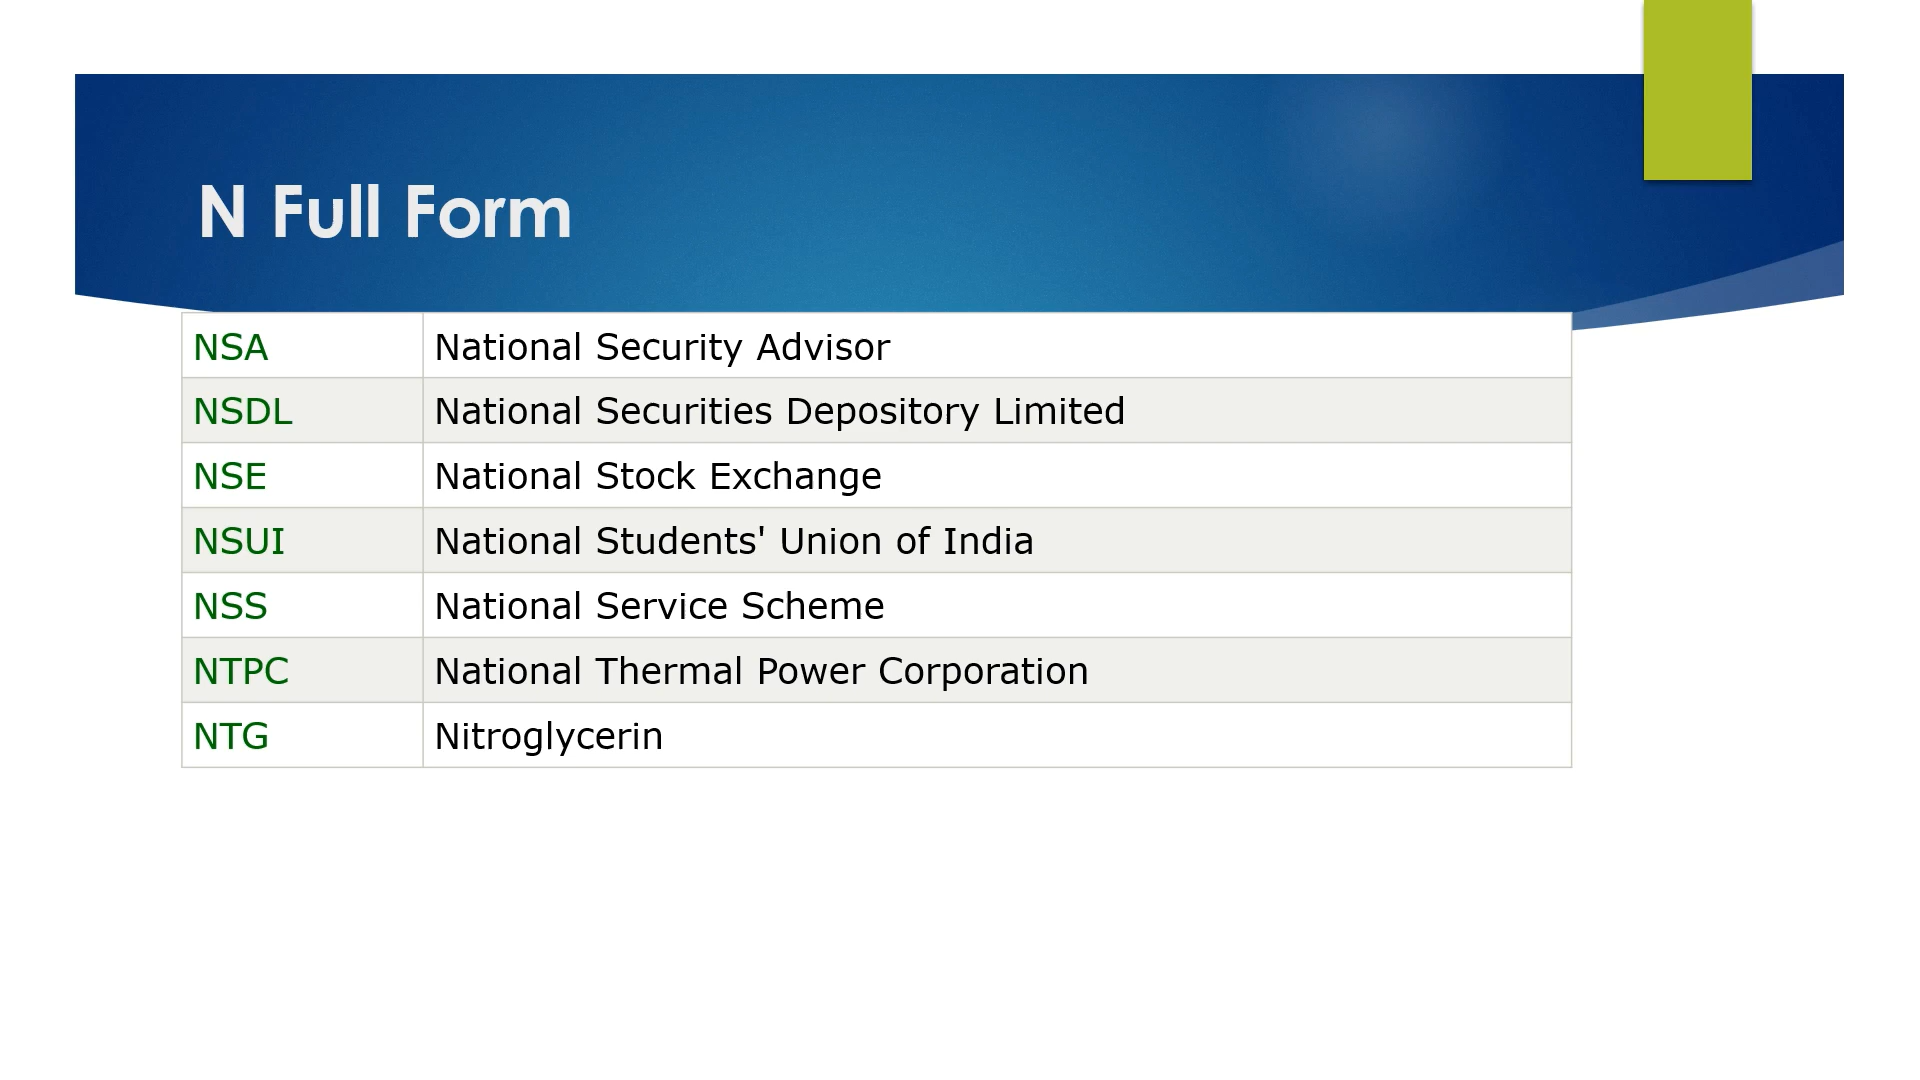 N Full Form
NSA National Security Advisor
NSDL National Securities Depository Limited
NSE National Stock Exchange
NSUI National Students' Union of India
NSS National Service Scheme
NTPC National Thermal Power Corporation
NTG Nitroglycerin